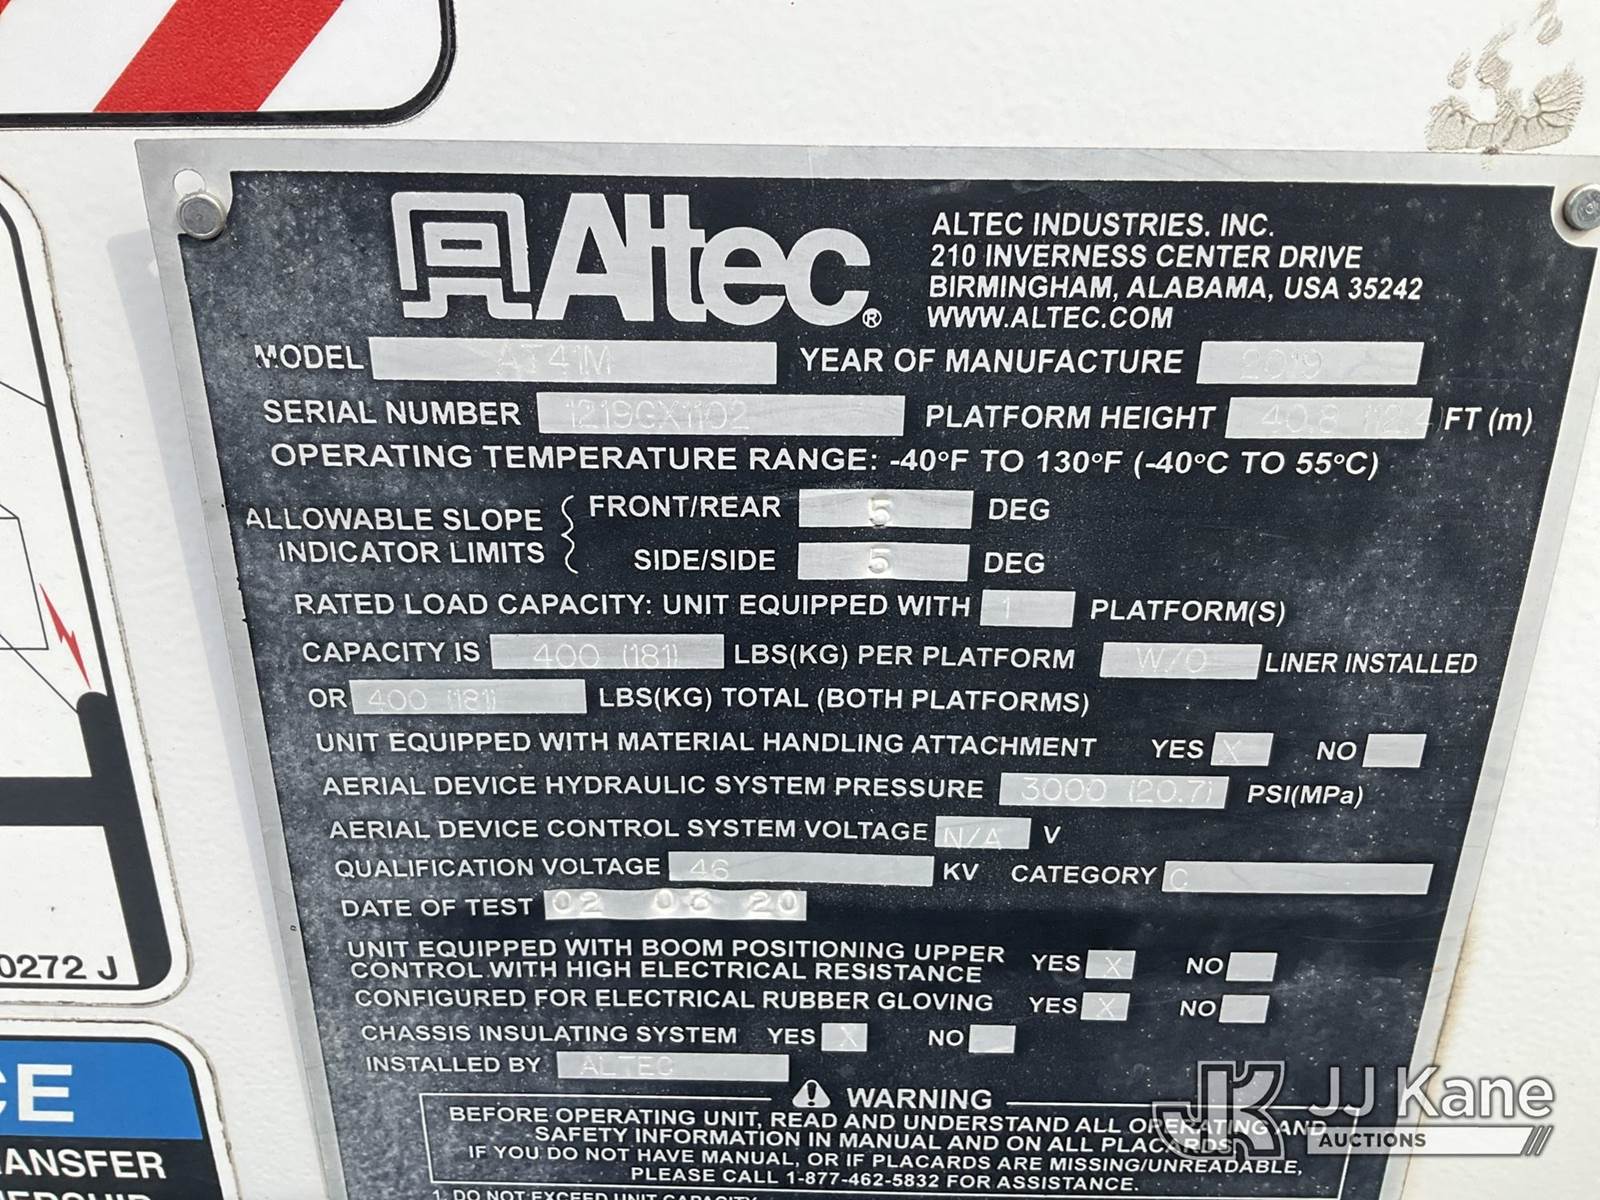 Altec®
ALTEC INDUSTRIES, INC.
210 INVERNESS CENTER DRIVE
BIRMINGHAM, ALABAMA, USA 35242
WWW.ALTEC.COM
MODEL AT41M YEAR OF MANUFACTURE 2019
SERIAL NUMBER 1219GX1102 PLATFORM HEIGHT 40.8 (12.4) FT (m)
OPERATING TEMPERATURE RANGE: -40°F TO 130°F (-40°C TO 55°C)
ALLOWABLE SLOPE INDICATOR LIMITS
FRONT/REAR 5 DEG
SIDE/SIDE 5 DEG
RATED LOAD CAPACITY: UNIT EQUIPPED WITH 1 PLATFORM(S)
CAPACITY IS 400 (181) LBS(KG) PER PLATFORM W/O LINER INSTALLED
OR 400 (181) LBS(KG) TOTAL (BOTH PLATFORMS)
UNIT EQUIPPED WITH MATERIAL HANDLING ATTACHMENT YES X NO
AERIAL DEVICE HYDRAULIC SYSTEM PRESSURE 3000 (20.7) PSI(MPa)
AERIAL DEVICE CONTROL SYSTEM VOLTAGE N/A V
QUALIFICATION VOLTAGE 46 KV CATEGORY C
DATE OF TEST 02 06 20
UNIT EQUIPPED WITH BOOM POSITIONING UPPER
CONTROL WITH HIGH ELECTRICAL RESISTANCE YES X NO
CONFIGURED FOR ELECTRICAL RUBBER GLOVING YES X NO
CHASSIS INSULATING SYSTEM YES X NO
INSTALLED BY ALTEC
WARNING
BEFORE OPERATING UNIT, READ AND UNDERSTAND ALL OPERATING AND
SAFETY INFORMATION IN MANUAL AND ON ALL PLACARDS.
IF YOU DO NOT HAVE MANUAL, OR IF PLACARDS ARE MISSING/UNREADABLE,
PLEASE CALL 1-877-462-5832 FOR ASSISTANCE.
1. DO NOT EXCEED UNIT CAPACITY
0272 J
CE
ANSFER
JK JJ Kane
AUCTIONS